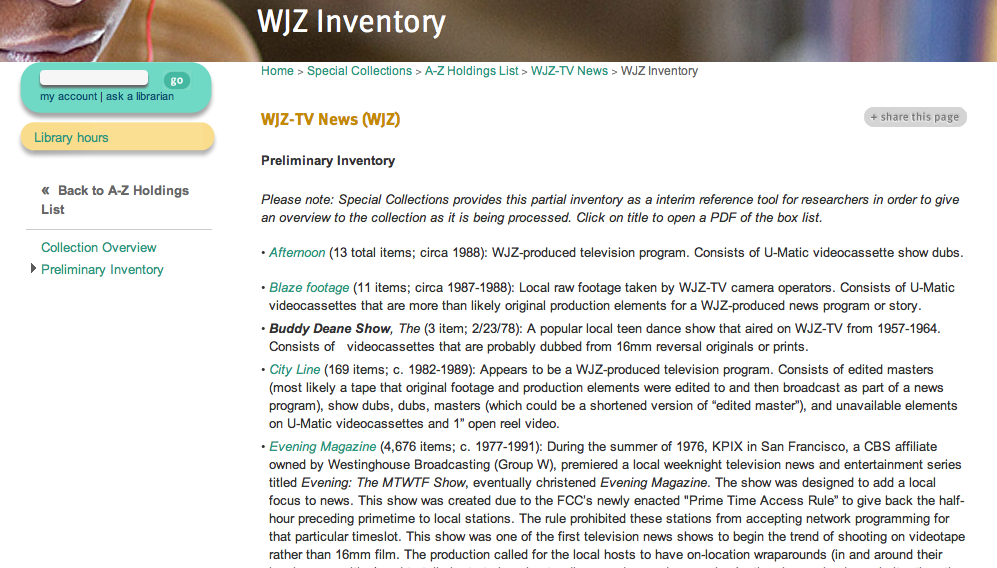 WJZ Inventory
Home > Special Collections > A-Z Holdings List > WJZ-TV News > WJZ Inventory
go
my account | ask a librarian
Library hours
« Back to A-Z Holdings
List
Collection Overview
Preliminary Inventory
WJZ-TV News (WJZ)
+ share this page
Preliminary Inventory
Please note: Special Collections provides this partial inventory as a interim reference tool for researchers in order to give
an overview to the collection as it is being processed. Click on title to open a PDF of the box list.
• Afternoon (13 total items; circa 1988): WJZ-produced television program. Consists of U-Matic videocassette show dubs.
• Blaze footage (11 items; circa 1987-1988): Local raw footage taken by WJZ-TV camera operators. Consists of U-Matic
videocassettes that are more than likely original production elements for a WJZ-produced news program or story.
• Buddy Deane Show, The (3 item; 2/23/78): A popular local teen dance show that aired on WJZ-TV from 1957-1964.
Consists of videocassettes that are probably dubbed from 16mm reversal originals or prints.
• City Line (169 items; c. 1982-1989): Appears to be a WJZ-produced television program. Consists of edited masters
(most likely a tape that original footage and production elements were edited to and then broadcast as part of a news
program), show dubs, dubs, masters (which could be a shortened version of “edited master”), and unavailable elements
on U-Matic videocassettes and 1” open reel video.
• Evening Magazine (4,676 items; c. 1977-1991): During the summer of 1976, KPIX in San Francisco, a CBS affiliate
owned by Westinghouse Broadcasting (Group W), premiered a local weeknight television news and entertainment series
titled Evening: The MTWTF Show, eventually christened Evening Magazine. The show was designed to add a local
focus to news. This show was created due to the FCC's newly enacted "Prime Time Access Rule” to give back the half-
hour preceding primetime to local stations. The rule prohibited these stations from accepting network programming for
that particular timeslot. This show was one of the first television news shows to begin the trend of shooting on videotape
rather than 16mm film. The production called for the local hosts to have on-location wraparounds (in and around their